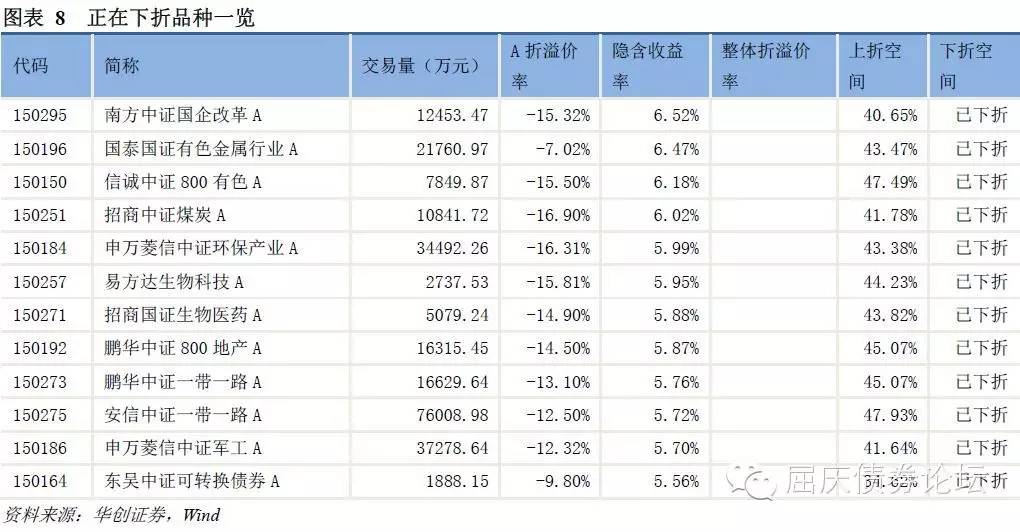 图表 8 正在下折品种一览
代码 简称 交易量（万元） A 折溢价率 隐含收益率 整体折溢价率 上折空间 下折空间
150295 南方中证国企改革 A 12453.47 -15.32% 6.52% 40.65% 已下折
150196 国泰国证有色金属行业 A 21760.97 -7.02% 6.47% 43.47% 已下折
150150 信诚中证 800 有色 A 7849.87 -15.50% 6.18% 47.49% 已下折
150251 招商中证煤炭 A 10841.72 -16.90% 6.02% 41.78% 已下折
150184 申万菱信中证环保产业 A 34492.26 -16.31% 5.99% 43.38% 已下折
150257 易方达生物科技 A 2737.53 -15.81% 5.95% 44.23% 已下折
150271 招商国证生物医药 A 5079.24 -14.90% 5.88% 43.82% 已下折
150192 鹏华中证 800 地产 A 16315.45 -14.50% 5.87% 45.07% 已下折
150273 鹏华中证一带一路 A 16629.64 -13.10% 5.76% 45.07% 已下折
150275 安信中证一带一路 A 76008.98 -12.50% 5.72% 47.93% 已下折
150186 申万菱信中证军工 A 37278.64 -12.32% 5.70% 41.64% 已下折
150164 东吴中证可转换债券 A 1888.15 -9.80% 5.56% 已下折
屈庆债券论坛
资料来源：华创证券，Wind